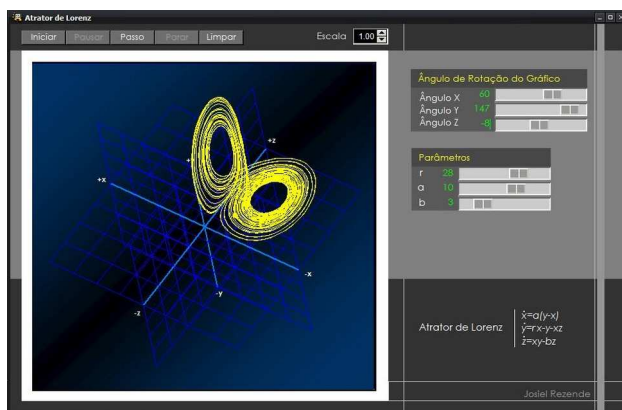 Atrator de Lorenz
Iniciar Pausar Passo Parar Limpar Escala 1.00
Ângulo de Rotação do Gráfico
Ângulo X 60
Ângulo Y 147
Ângulo Z -8
Parâmetros
r 28
a 10
b 3
+z
+x
-x
-y
-z
Atrator de Lorenz
ẋ=a(y-x)
ẏ=rx-y-xz
ż=xy-bz
Josiel Rezende